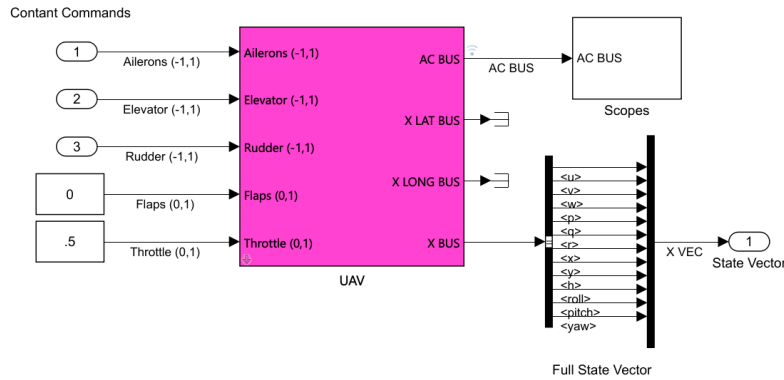 Contant Commands
1
Ailerons (-1,1)
2
Elevator (-1,1)
3
Rudder (-1,1)
0
Flaps (0,1)
.5
Throttle (0,1)
Ailerons (-1,1)
Elevator (-1,1)
Rudder (-1,1)
Flaps (0,1)
Throttle (0,1)
AC BUS
X LAT BUS
X LONG BUS
X BUS
UAV
AC BUS
AC BUS
Scopes
<u>
<v>
<w>
<p>
<q>
<r>
<x>
<y>
<h>
<roll>
<pitch>
<yaw>
Full State Vector
X VEC
1
State Vector